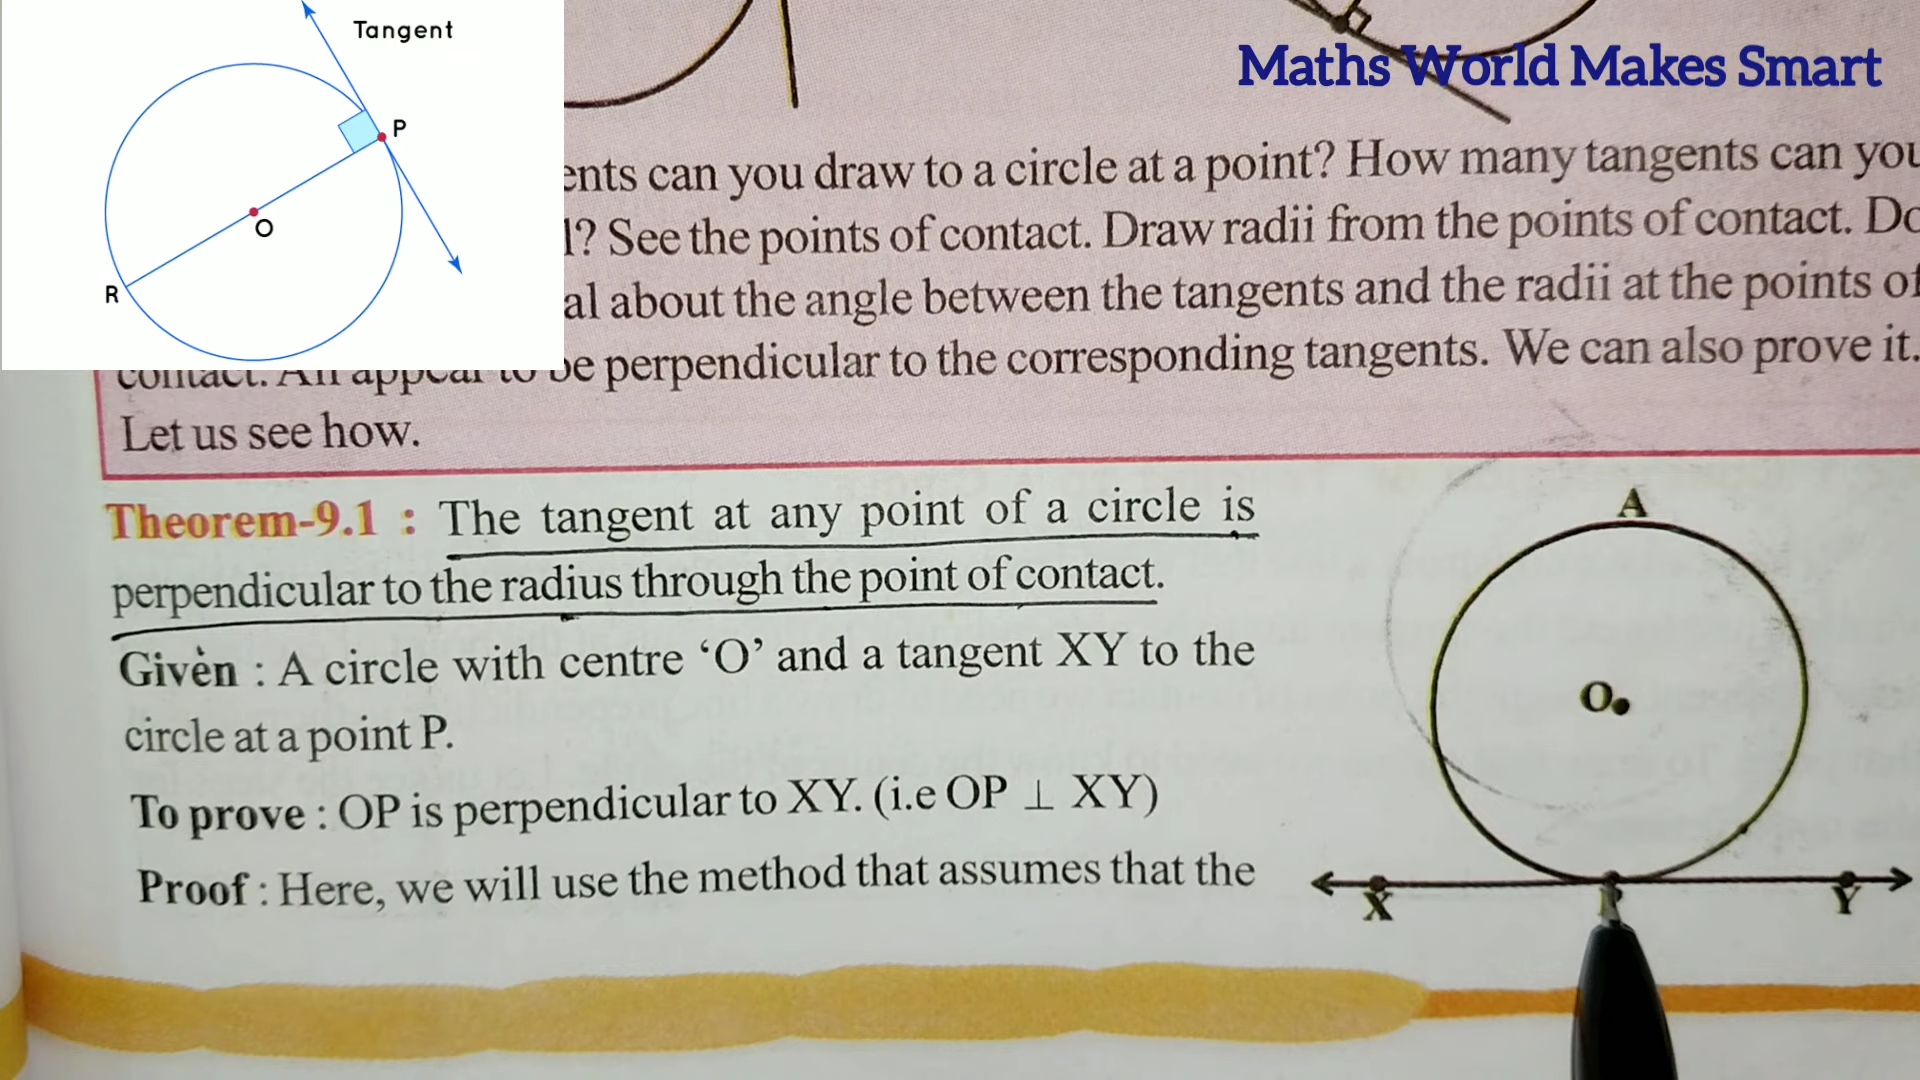 Tangent
P
O
R
Maths World Makes Smart
ents can you draw to a circle at a point? How many tangents can you
l? See the points of contact. Draw radii from the points of contact. Do
al about the angle between the tangents and the radii at the points of
contact. All appear to be perpendicular to the corresponding tangents. We can also prove it.
Let us see how.
Theorem-9.1 : The tangent at any point of a circle is
perpendicular to the radius through the point of contact.
Given : A circle with centre ‘O’ and a tangent XY to the
circle at a point P.
To prove : OP is perpendicular to XY. (i.e OP ⊥ XY)
Proof : Here, we will use the method that assumes that the
A
O
X
P
Y